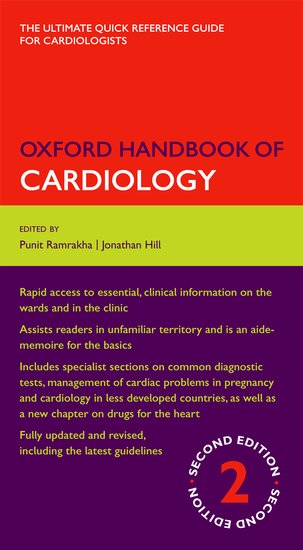 THE ULTIMATE QUICK REFERENCE GUIDE
FOR CARDIOLOGISTS
OXFORD HANDBOOK OF
CARDIOLOGY
EDITED BY
Punit Ramrakha | Jonathan Hill
Rapid access to essential, clinical information on the
wards and in the clinic
Assists readers in unfamiliar territory and is an aide-
memoire for the basics
Includes specialist sections on common diagnostic
tests, management of cardiac problems in pregnancy
and cardiology in less developed countries, as well as
a new chapter on drugs for the heart
Fully updated and revised,
including the latest guidelines
• SECOND EDITION •
2
SECOND EDITION